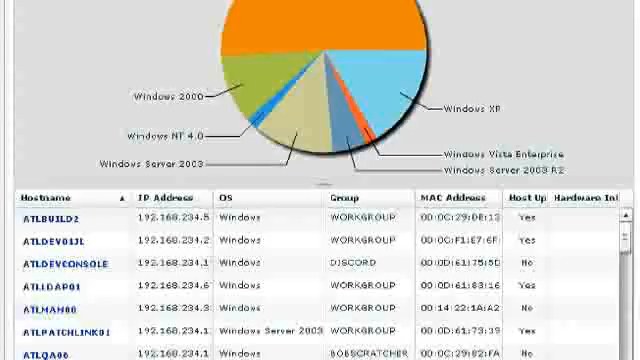 Windows 2000
Windows XP
Windows NT 4.0
Windows Vista Enterprise
Windows Server 2003
Windows Server 2003 R2
Hostname IP Address OS Group MAC Address Host Up Hardware In
ATLBUILD2 192.168.234.5 Windows WORKGROUP 00:0C:29:DE:13 Yes
ATLDEV01JL 192.168.234.2 Windows WORKGROUP 00:0C:F1:E7:6F Yes
ATLDEVCONSOLE 192.168.234.1 Windows DISCORD 00:0D:61:75:5D No
ATLLDAP01 192.168.234.6 Windows WORKGROUP 00:0D:61:83:16 Yes
ATLMAH00 192.168.234.3 Windows WORKGROUP 00:14:22:1A:A2 No
ATLPATCHLINK01 192.168.234.1 Windows Server 2003 WORKGROUP 00:0D:61:73:39 Yes
ATLQA00 192.168.234.1 Windows BOBSCRATCHER 00:0C:29:82:FA No